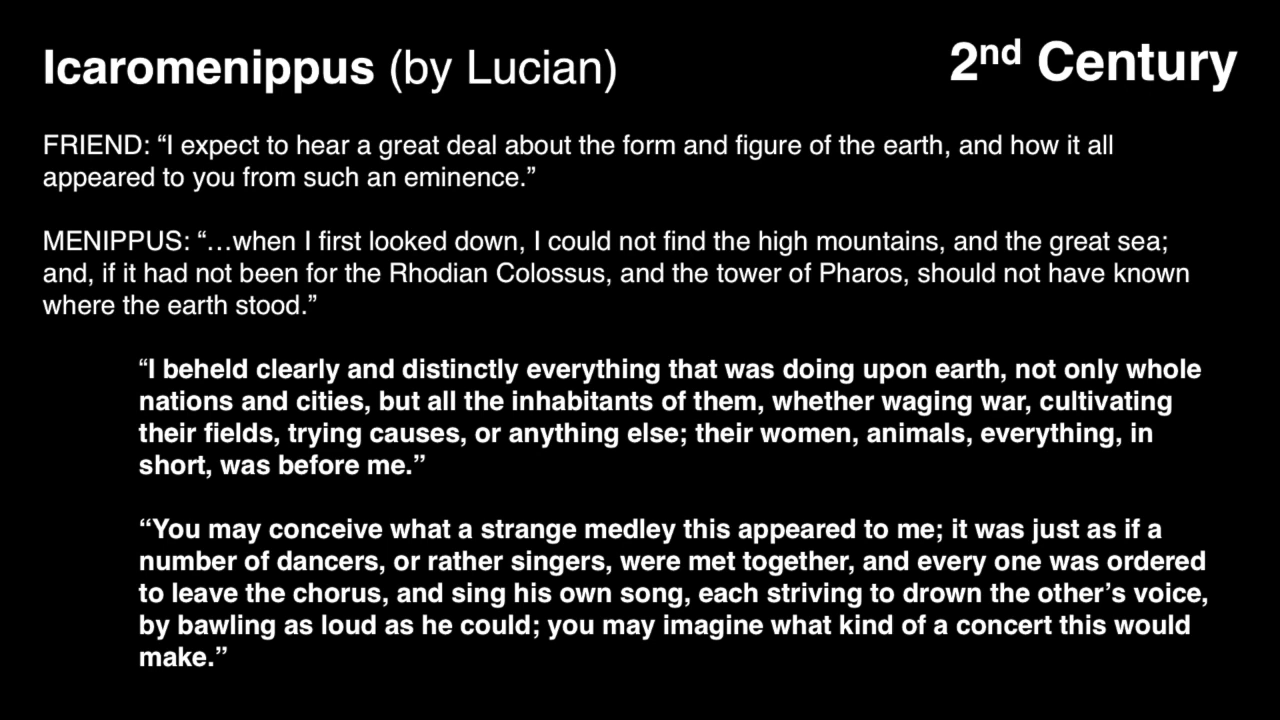 Icaromenippus (by Lucian)
2nd Century
FRIEND: “I expect to hear a great deal about the form and figure of the earth, and how it all
appeared to you from such an eminence.”
MENIPPUS: “…when I first looked down, I could not find the high mountains, and the great sea;
and, if it had not been for the Rhodian Colossus, and the tower of Pharos, should not have known
where the earth stood.”
“I beheld clearly and distinctly everything that was doing upon earth, not only whole
nations and cities, but all the inhabitants of them, whether waging war, cultivating
their fields, trying causes, or anything else; their women, animals, everything, in
short, was before me.”
“You may conceive what a strange medley this appeared to me; it was just as if a
number of dancers, or rather singers, were met together, and every one was ordered
to leave the chorus, and sing his own song, each striving to drown the other’s voice,
by bawling as loud as he could; you may imagine what kind of a concert this would
make.”